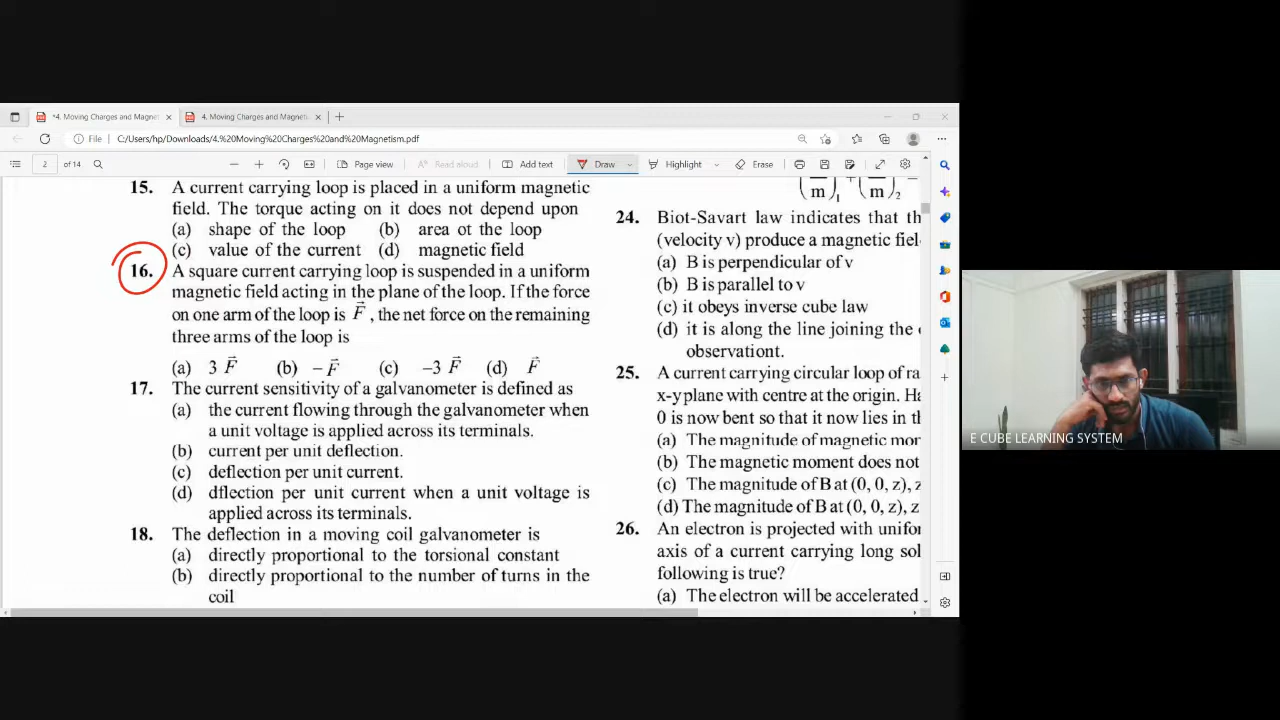 *4. Moving Charges and Magnet
4. Moving Charges and Magnetism.
File
C:/Users/hp/Downloads/4.%20Moving%20Charges%20and%20Magnetism.pdf
2 of 14
Page view
Read aloud
Add text
Draw
Highlight
Erase
15. A current carrying loop is placed in a uniform magnetic
field. The torque acting on it does not depend upon
(a) shape of the loop (b) area ot the loop
(c) value of the current (d) magnetic field
16. A square current carrying loop is suspended in a uniform
magnetic field acting in the plane of the loop. If the force
on one arm of the loop is F⃗, the net force on the remaining
three arms of the loop is
(a) 3 F⃗ (b) −F⃗ (c) −3 F⃗ (d) F⃗
17. The current sensitivity of a galvanometer is defined as
(a) the current flowing through the galvanometer when
a unit voltage is applied across its terminals.
(b) current per unit deflection.
(c) deflection per unit current.
(d) dflection per unit current when a unit voltage is
applied across its terminals.
18. The deflection in a moving coil galvanometer is
(a) directly proportional to the torsional constant
(b) directly proportional to the number of turns in the
coil
(m)1 + (m)2 =
24. Biot-Savart law indicates that th
(velocity v) produce a magnetic fiel
(a) B is perpendicular of v
(b) B is parallel to v
(c) it obeys inverse cube law
(d) it is along the line joining the
observationt.
25. A current carrying circular loop of ra
x-y plane with centre at the origin. Ha
0 is now bent so that it now lies in th
(a) The magnitude of magnetic mor
(b) The magnetic moment does not
(c) The magnitude of B at (0, 0, z), z
(d) The magnitude of B at (0, 0, z), z
26. An electron is projected with unifor
axis of a current carrying long sol
following is true?
(a) The electron will be accelerated
E CUBE LEARNING SYSTEM